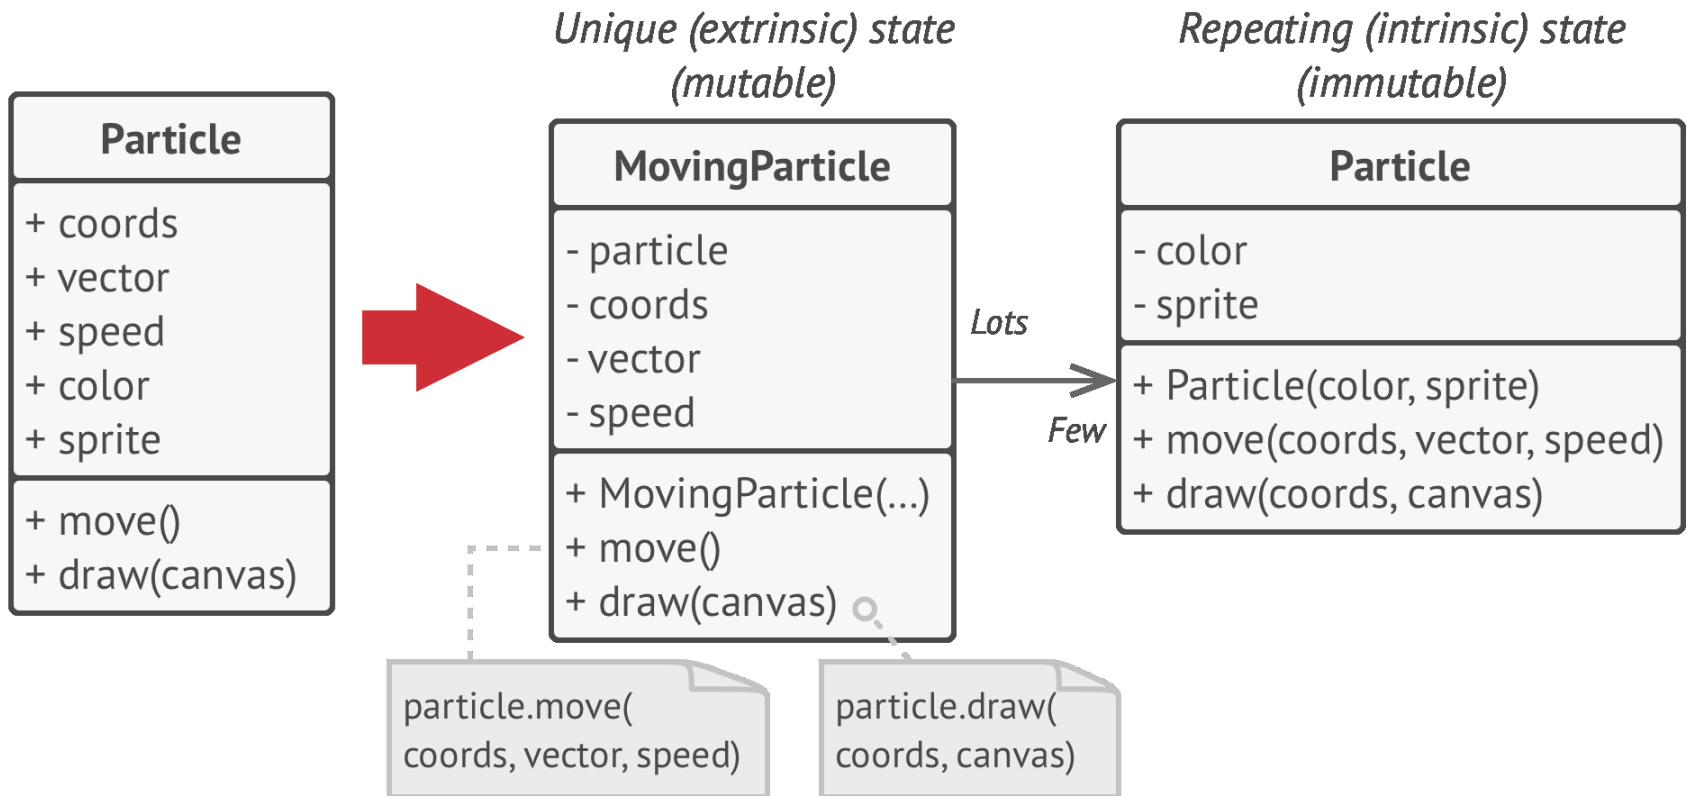 Particle
+ coords
+ vector
+ speed
+ color
+ sprite
+ move()
+ draw(canvas)
Unique (extrinsic) state
(mutable)
MovingParticle
- particle
- coords
- vector
- speed
+ MovingParticle(...)
+ move()
+ draw(canvas)
particle.move(
coords, vector, speed)
particle.draw(
coords, canvas)
Lots
Few
Repeating (intrinsic) state
(immutable)
Particle
- color
- sprite
+ Particle(color, sprite)
+ move(coords, vector, speed)
+ draw(coords, canvas)